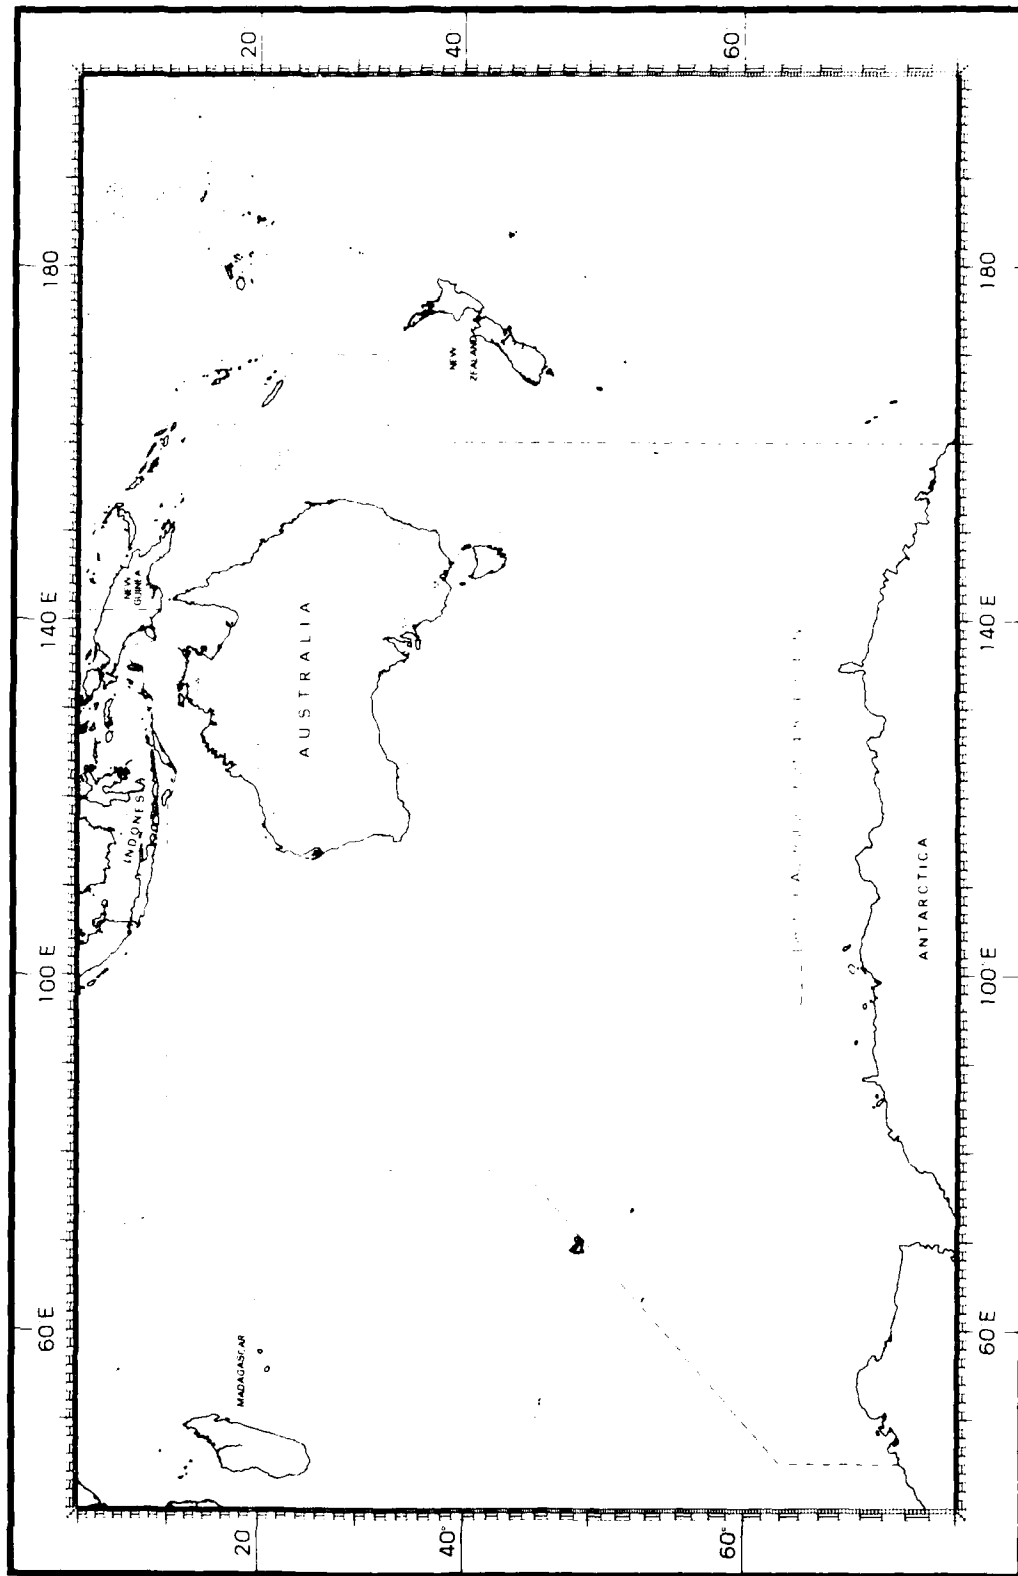 60 E
100 E
140 E
180
20
40
60
MADAGASCAR
INDONESIA
NEW
GUINEA
AUSTRALIA
NEW
ZEALAND
ANTARCTICA
20
40°
60°
60 E
100°E
140 E
180